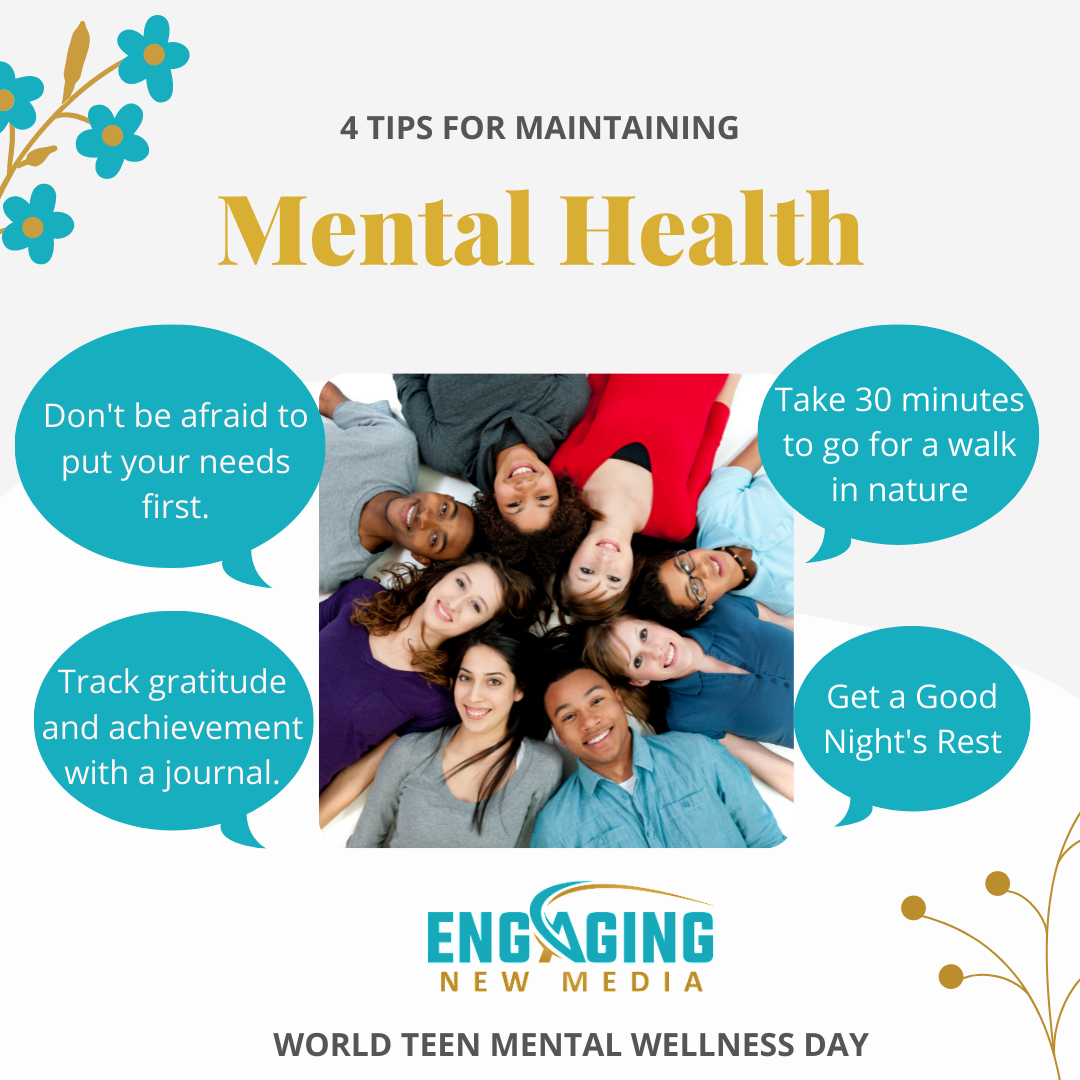 4 TIPS FOR MAINTAINING
Mental Health
Don't be afraid to
put your needs
first.
Take 30 minutes
to go for a walk
in nature
Track gratitude
and achievement
with a journal.
Get a Good
Night's Rest
ENGAGING
NEW MEDIA
WORLD TEEN MENTAL WELLNESS DAY